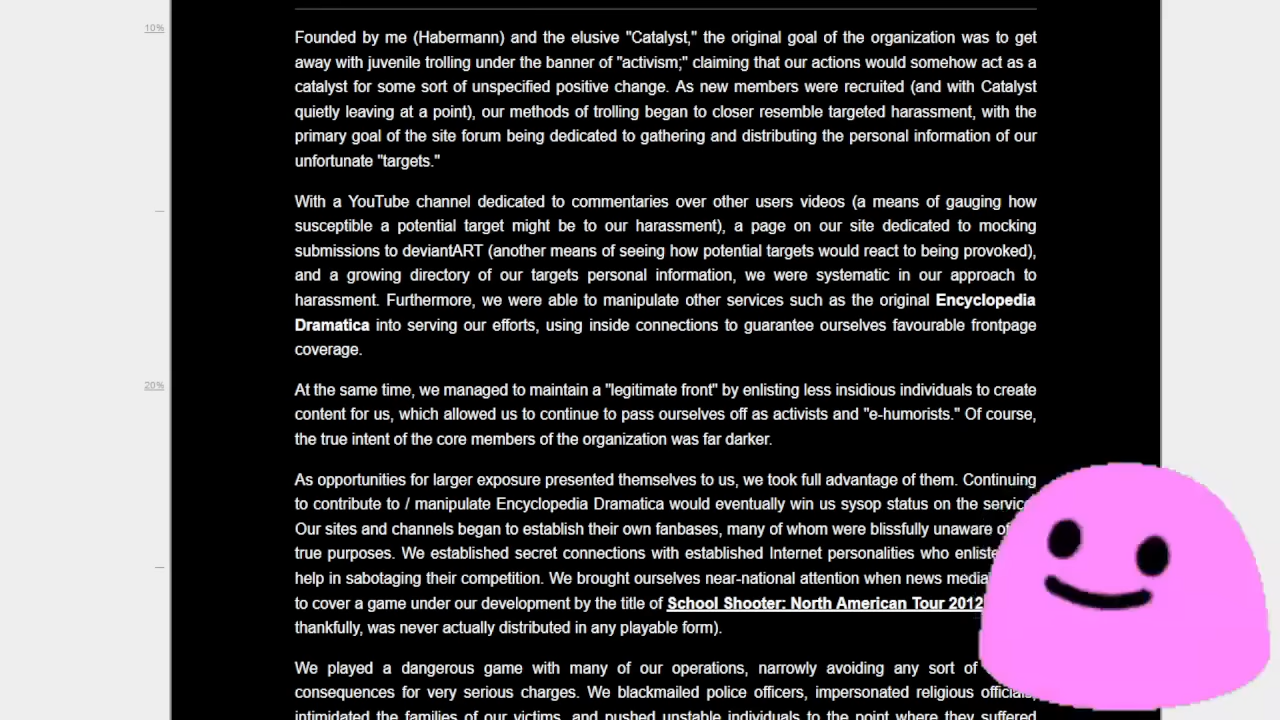 10%
Founded by me (Habermann) and the elusive "Catalyst," the original goal of the organization was to get
away with juvenile trolling under the banner of "activism;" claiming that our actions would somehow act as a
catalyst for some sort of unspecified positive change. As new members were recruited (and with Catalyst
quietly leaving at a point), our methods of trolling began to closer resemble targeted harassment, with the
primary goal of the site forum being dedicated to gathering and distributing the personal information of our
unfortunate "targets."
With a YouTube channel dedicated to commentaries over other users videos (a means of gauging how
susceptible a potential target might be to our harassment), a page on our site dedicated to mocking
submissions to deviantART (another means of seeing how potential targets would react to being provoked),
and a growing directory of our targets personal information, we were systematic in our approach to
harassment. Furthermore, we were able to manipulate other services such as the original Encyclopedia
Dramatica into serving our efforts, using inside connections to guarantee ourselves favourable frontpage
coverage.
20%
At the same time, we managed to maintain a "legitimate front" by enlisting less insidious individuals to create
content for us, which allowed us to continue to pass ourselves off as activists and "e-humorists." Of course,
the true intent of the core members of the organization was far darker.
As opportunities for larger exposure presented themselves to us, we took full advantage of them. Continuing
to contribute to / manipulate Encyclopedia Dramatica would eventually win us sysop status on the
Our sites and channels began to establish their own fanbases, many of whom were blissfully unaware
true purposes. We established secret connections with established Internet personalities who
help in sabotaging their competition. We brought ourselves near-national attention when news media
to cover a game under our development by the title of School Shooter: North American Tour 2012
thankfully, was never actually distributed in any playable form).
We played a dangerous game with many of our operations, narrowly avoiding any sort of
consequences for very serious charges. We blackmailed police officers, impersonated religious
intimidated the families of our victims, and pushed unstable individuals to the point where they suffered